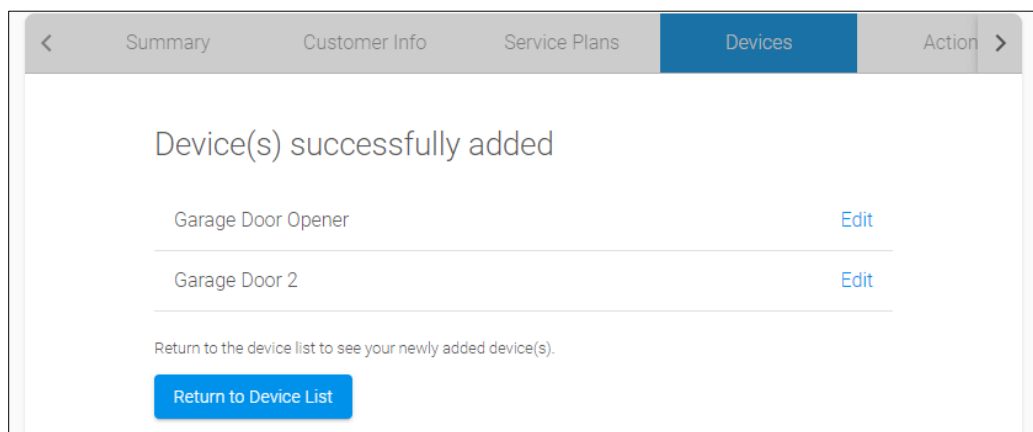 Summary Customer Info Service Plans Devices Action
Device(s) successfully added
Garage Door Opener Edit
Garage Door 2 Edit
Return to the device list to see your newly added device(s).
Return to Device List